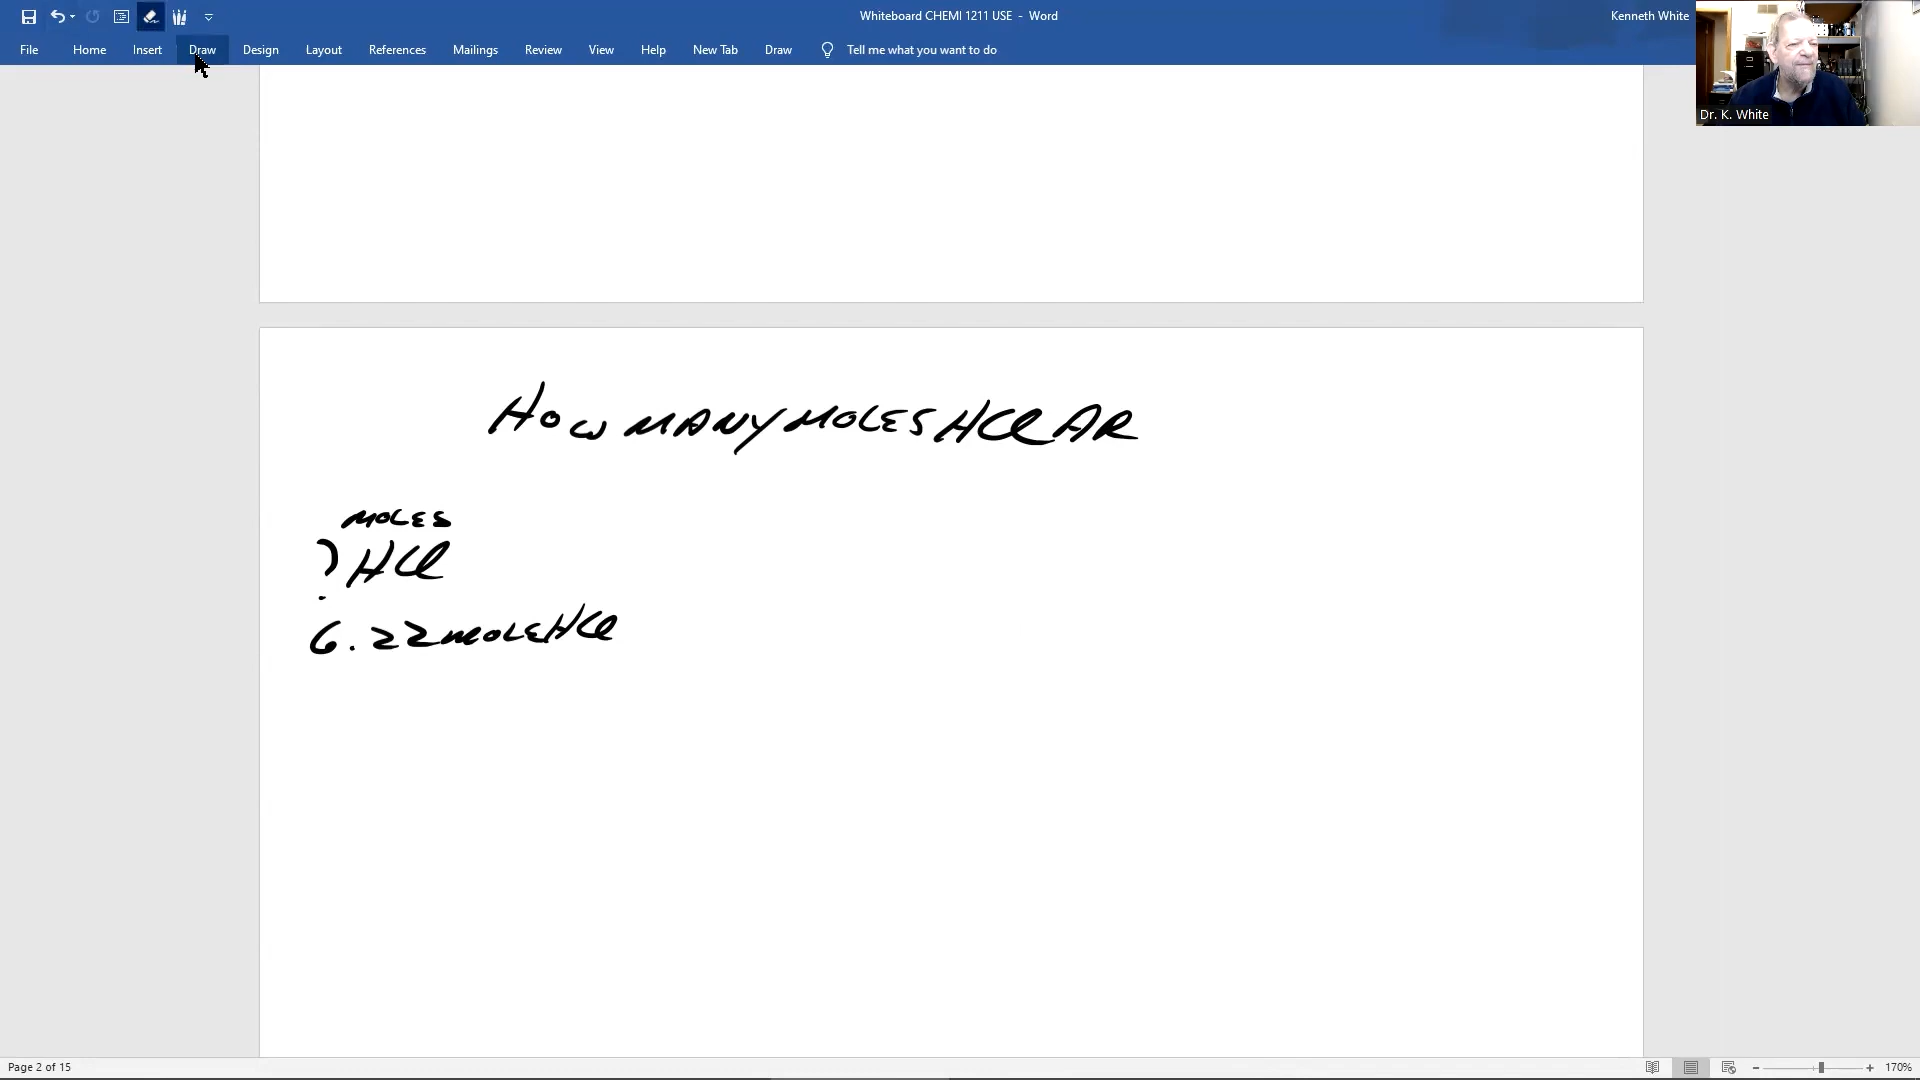 Whiteboard CHEMI 1211 USE - Word
Kenneth White
File Home Insert Draw Design Layout References Mailings Review View Help New Tab Draw Tell me what you want to do
Dr. K. White
HOW MANY MOLES HCl AR
MOLES
? HCl
6.22 MOLE HCl
Page 2 of 15
170%